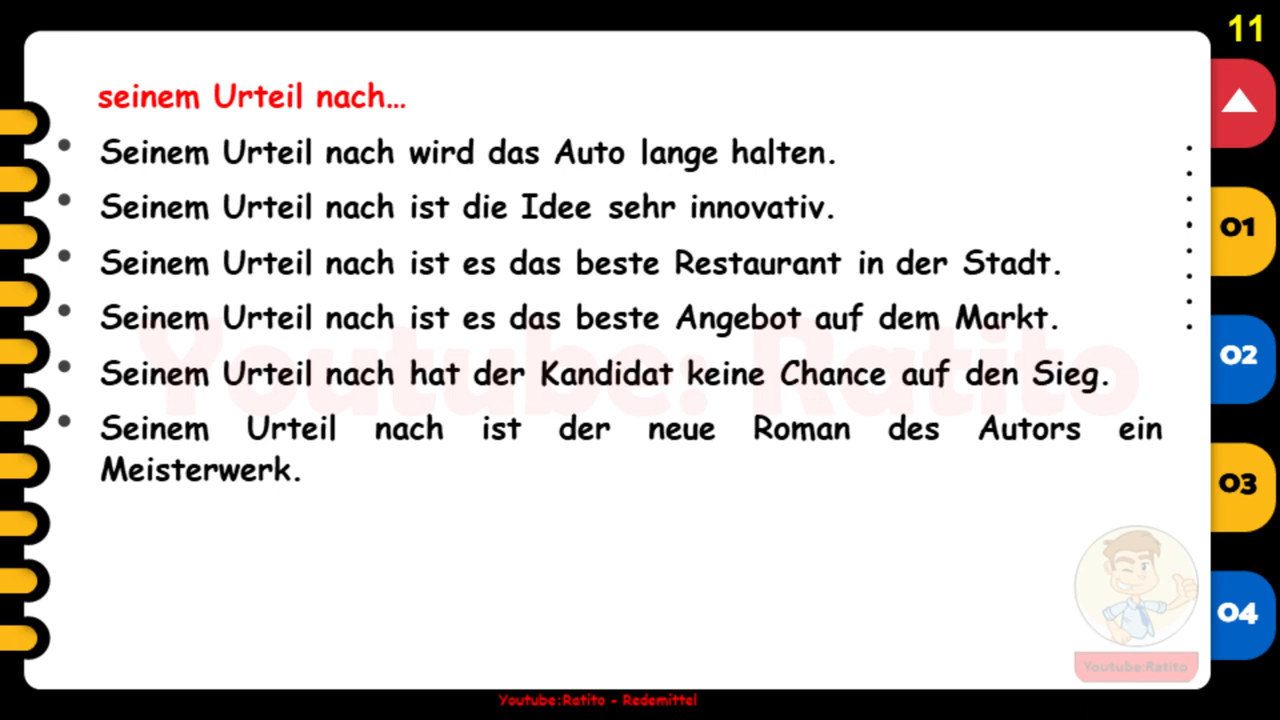 11
seinem Urteil nach...
• Seinem Urteil nach wird das Auto lange halten.
• Seinem Urteil nach ist die Idee sehr innovativ.
• Seinem Urteil nach ist es das beste Restaurant in der Stadt.
• Seinem Urteil nach ist es das beste Angebot auf dem Markt.
• Seinem Urteil nach hat der Kandidat keine Chance auf den Sieg.
• Seinem Urteil nach ist der neue Roman des Autors ein
Meisterwerk.
Youtube: Ratito
01
02
03
04
Youtube:Ratito
Youtube:Ratito - Redemittel